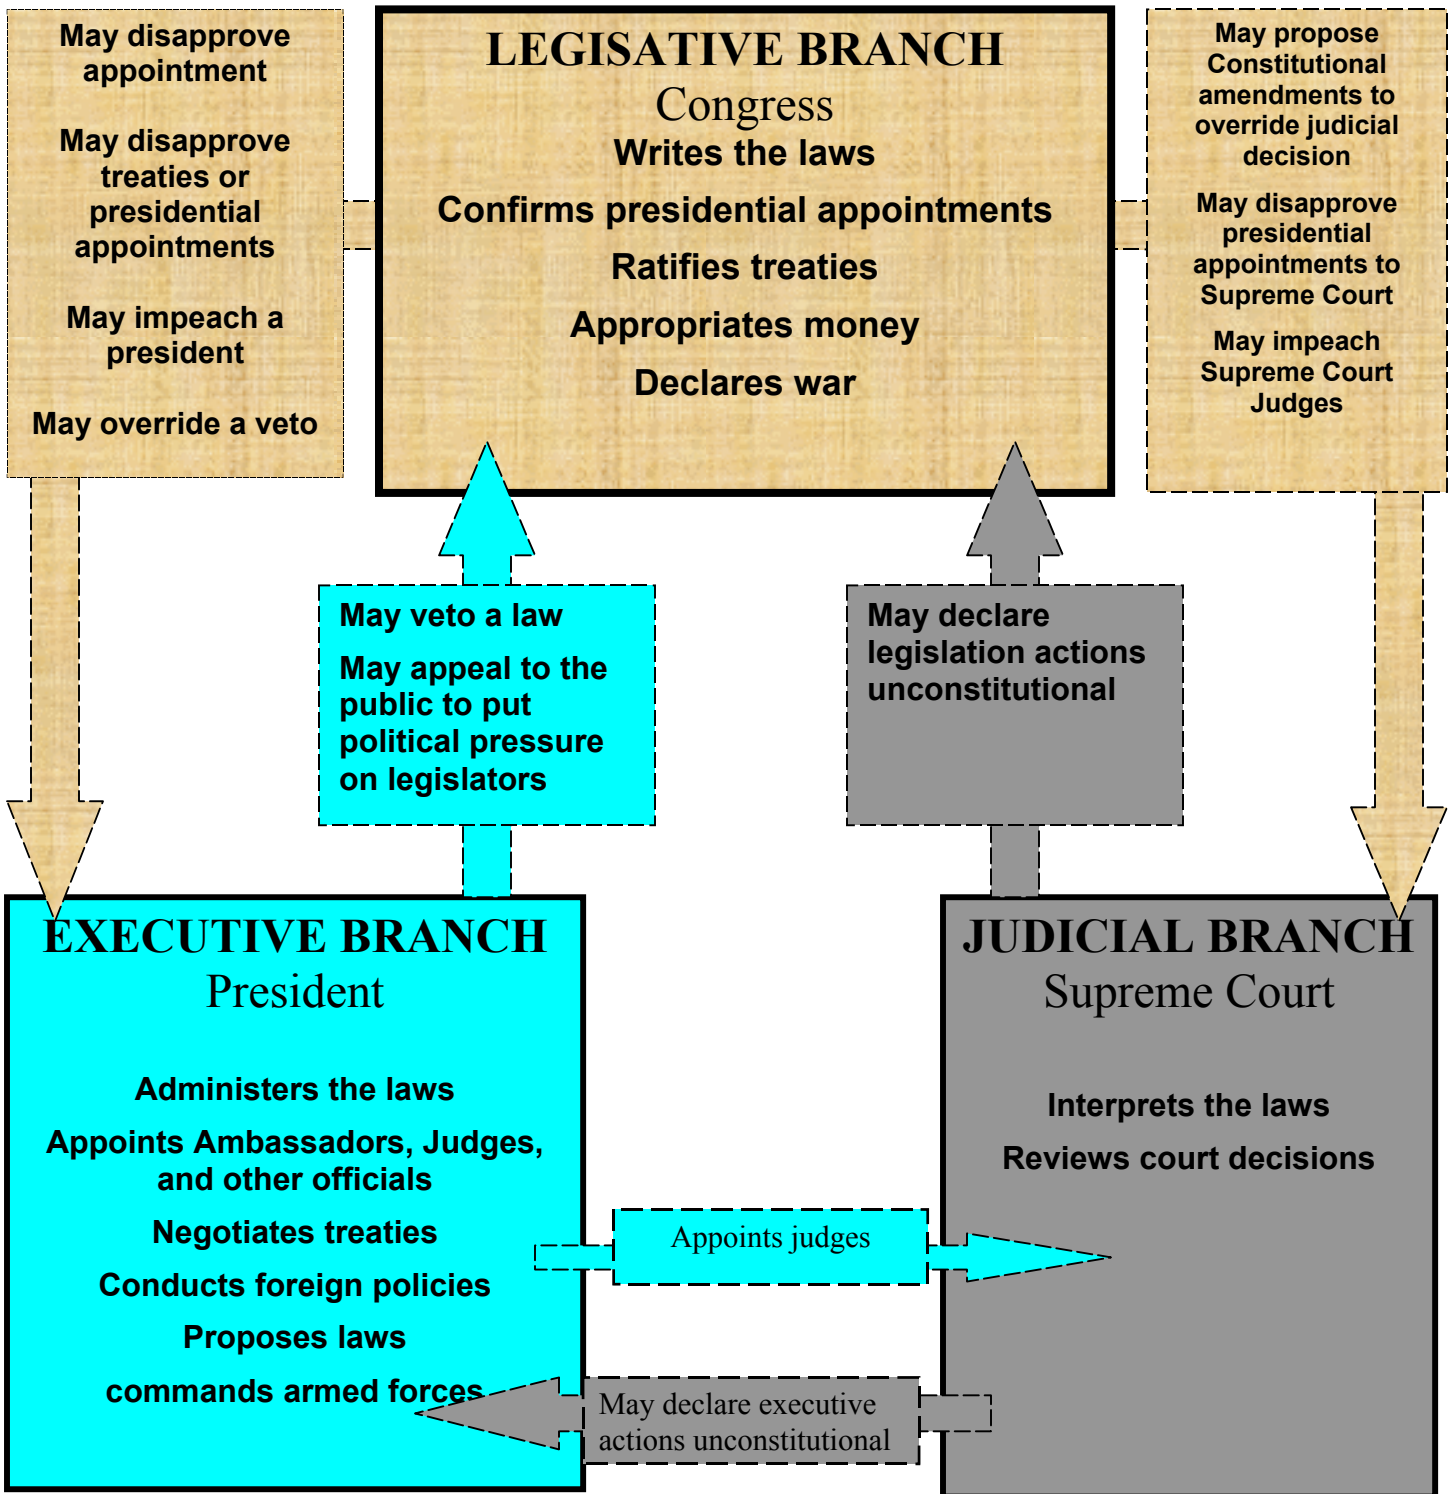 May disapprove
appointment
May disapprove
treaties or
presidential
appointments
May impeach a
president
May override a veto
LEGISATIVE BRANCH
Congress
Writes the laws
Confirms presidential appointments
Ratifies treaties
Appropriates money
Declares war
May propose
Constitutional
amendments to
override judicial
decision
May disapprove
presidential
appointments to
Supreme Court
May impeach
Supreme Court
Judges
May veto a law
May appeal to the
public to put
political pressure
on legislators
May declare
legislation actions
unconstitutional
EXECUTIVE BRANCH
President
Administers the laws
Appoints Ambassadors, Judges,
and other officials
Negotiates treaties
Conducts foreign policies
Proposes laws
commands armed forces
JUDICIAL BRANCH
Supreme Court
Interprets the laws
Reviews court decisions
Appoints judges
May declare executive
actions unconstitutional